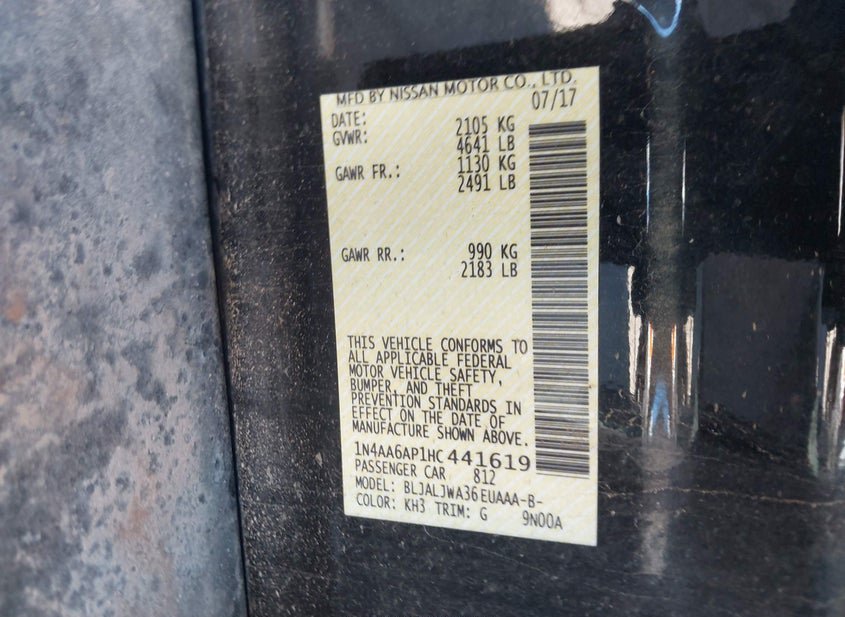 MFD BY NISSAN MOTOR CO., LTD.
DATE: 07/17
GVWR: 2105 KG
4641 LB
GAWR FR.: 1130 KG
2491 LB
GAWR RR.: 990 KG
2183 LB
THIS VEHICLE CONFORMS TO
ALL APPLICABLE FEDERAL
MOTOR VEHICLE SAFETY,
BUMPER, AND THEFT
PREVENTION STANDARDS IN
EFFECT ON THE DATE OF
MANUFACTURE SHOWN ABOVE.
1N4AA6AP1HC441619
PASSENGER CAR 812
MODEL: BLJALJWA36EUAAA-B-
COLOR: KH3 TRIM: G 9N00A